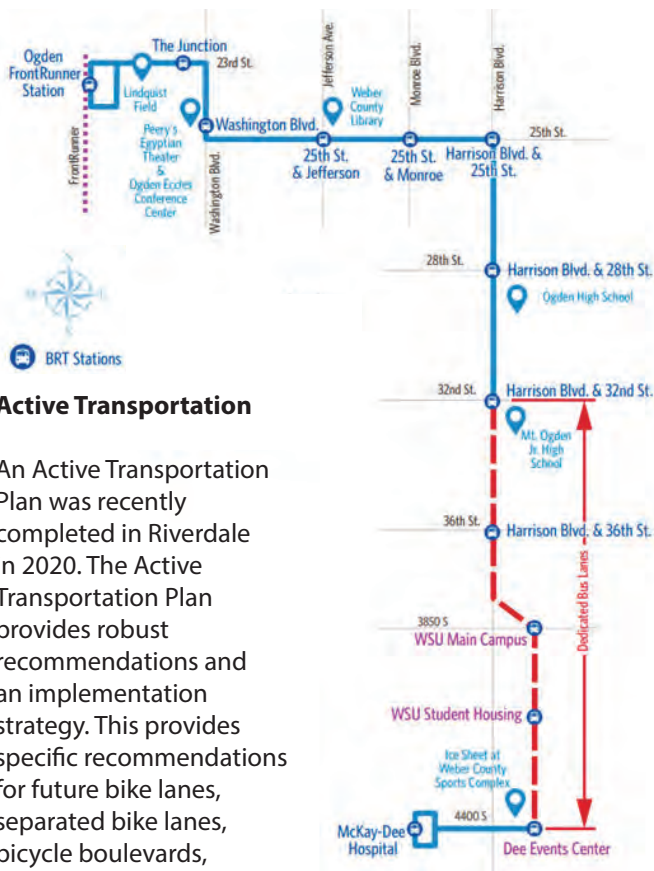 Ogden
FrontRunner
Station
The Junction
23rd St.
Lindquist
Field
FrontRunner
Peery's
Egyptian
Theater
&
Ogden Eccles
Conference
Center
Washington Blvd.
Washington Blvd.
Jefferson Ave.
Weber
County
Library
25th St.
& Jefferson
Monroe Blvd.
25th St.
& Monroe
Harrison Blvd.
Harrison Blvd. &
25th St.
25th St.
28th St.
Harrison Blvd. & 28th St.
Ogden High School
N
W
E
S
BRT Stations
32nd St.
Harrison Blvd. & 32nd St.
Mt. Ogden
Jr. High
School
36th St.
Harrison Blvd. & 36th St.
Dedicated Bus Lanes
3850 S
WSU Main Campus
WSU Student Housing
Ice Sheet at
Weber County
Sports Complex
4400 S
McKay-Dee
Hospital
Dee Events Center
Active Transportation
An Active Transportation
Plan was recently
completed in Riverdale
in 2020. The Active
Transportation Plan
provides robust
recommendations and
an implementation
strategy. This provides
specific recommendations
for future bike lanes,
separated bike lanes,
bicycle boulevards,